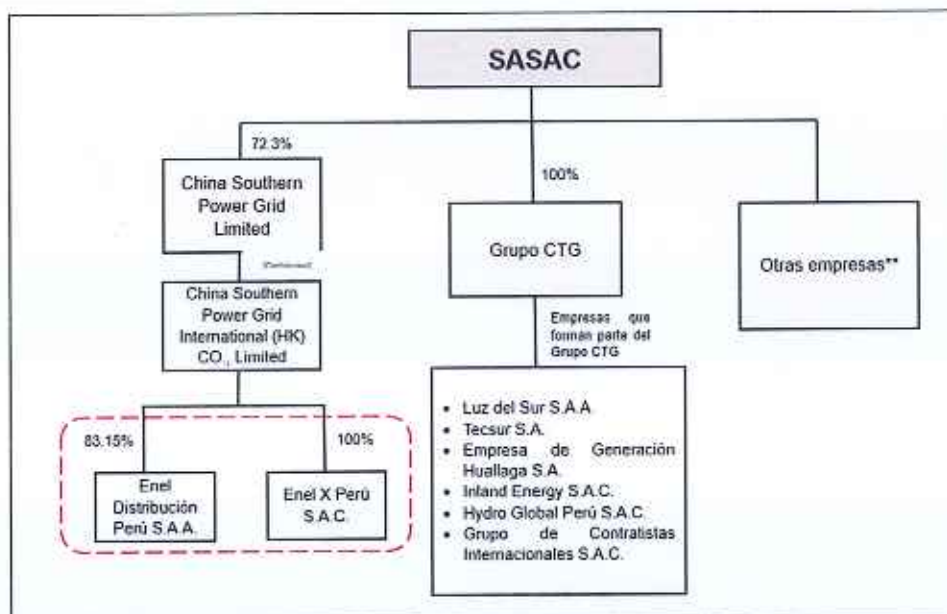 SASAC
72.3%
China Southern
Power Grid
Limited
China Southern
Power Grid
International (HK)
CO., Limited
83.15%
Enel
Distribución
Perú S.A.A.
100%
Enel X Perú
S.A.C.
100%
Grupo CTG
Empresas que
forman parte del
Grupo CTG
• Luz del Sur S.A.A
• Tecsur S.A.
• Empresa de Generación
Huallaga S.A.
• Inland Energy S.A.C.
• Hydro Global Perú S.A.C.
• Grupo de Contratistas
Internacionales S.A.C.
Otras empresas**